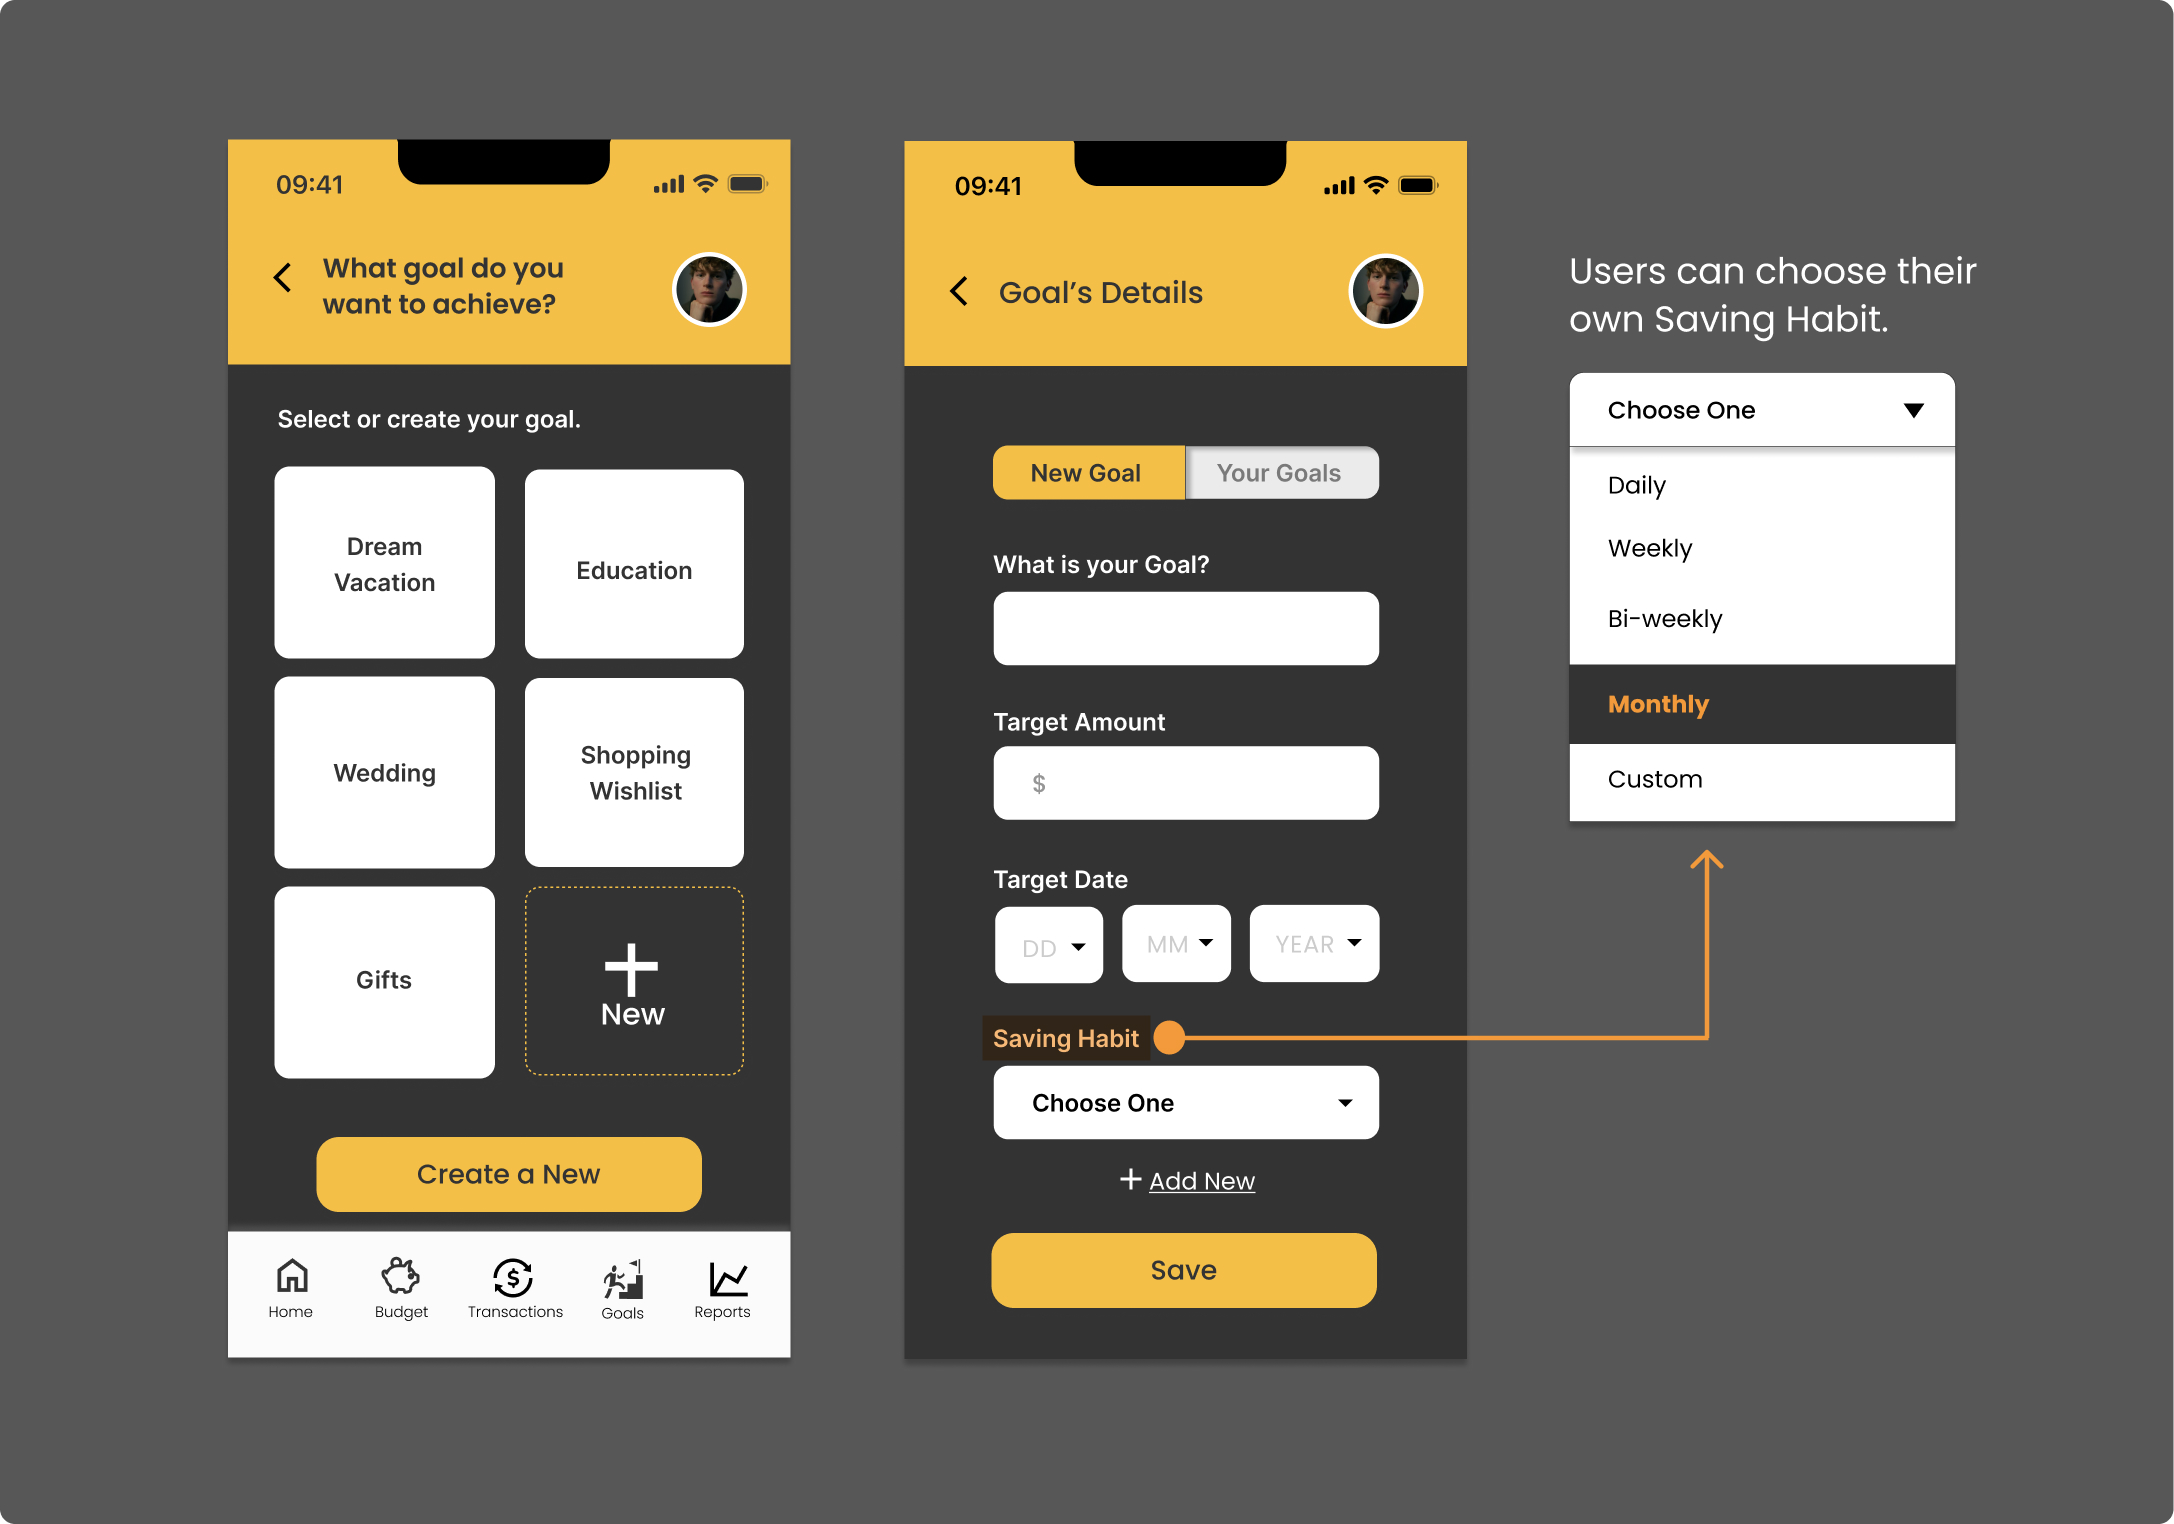 09:41
What goal do you
want to achieve?
Select or create your goal.
Dream
Vacation
Education
Wedding
Shopping
Wishlist
Gifts
New
Create a New
Home
Budget
Transactions
Goals
Reports
09:41
Goal’s Details
New Goal
Your Goals
What is your Goal?
Target Amount
$
Target Date
DD
MM
YEAR
Saving Habit
Choose One
+ Add New
Save
Users can choose their
own Saving Habit.
Choose One
Daily
Weekly
Bi-weekly
Monthly
Custom